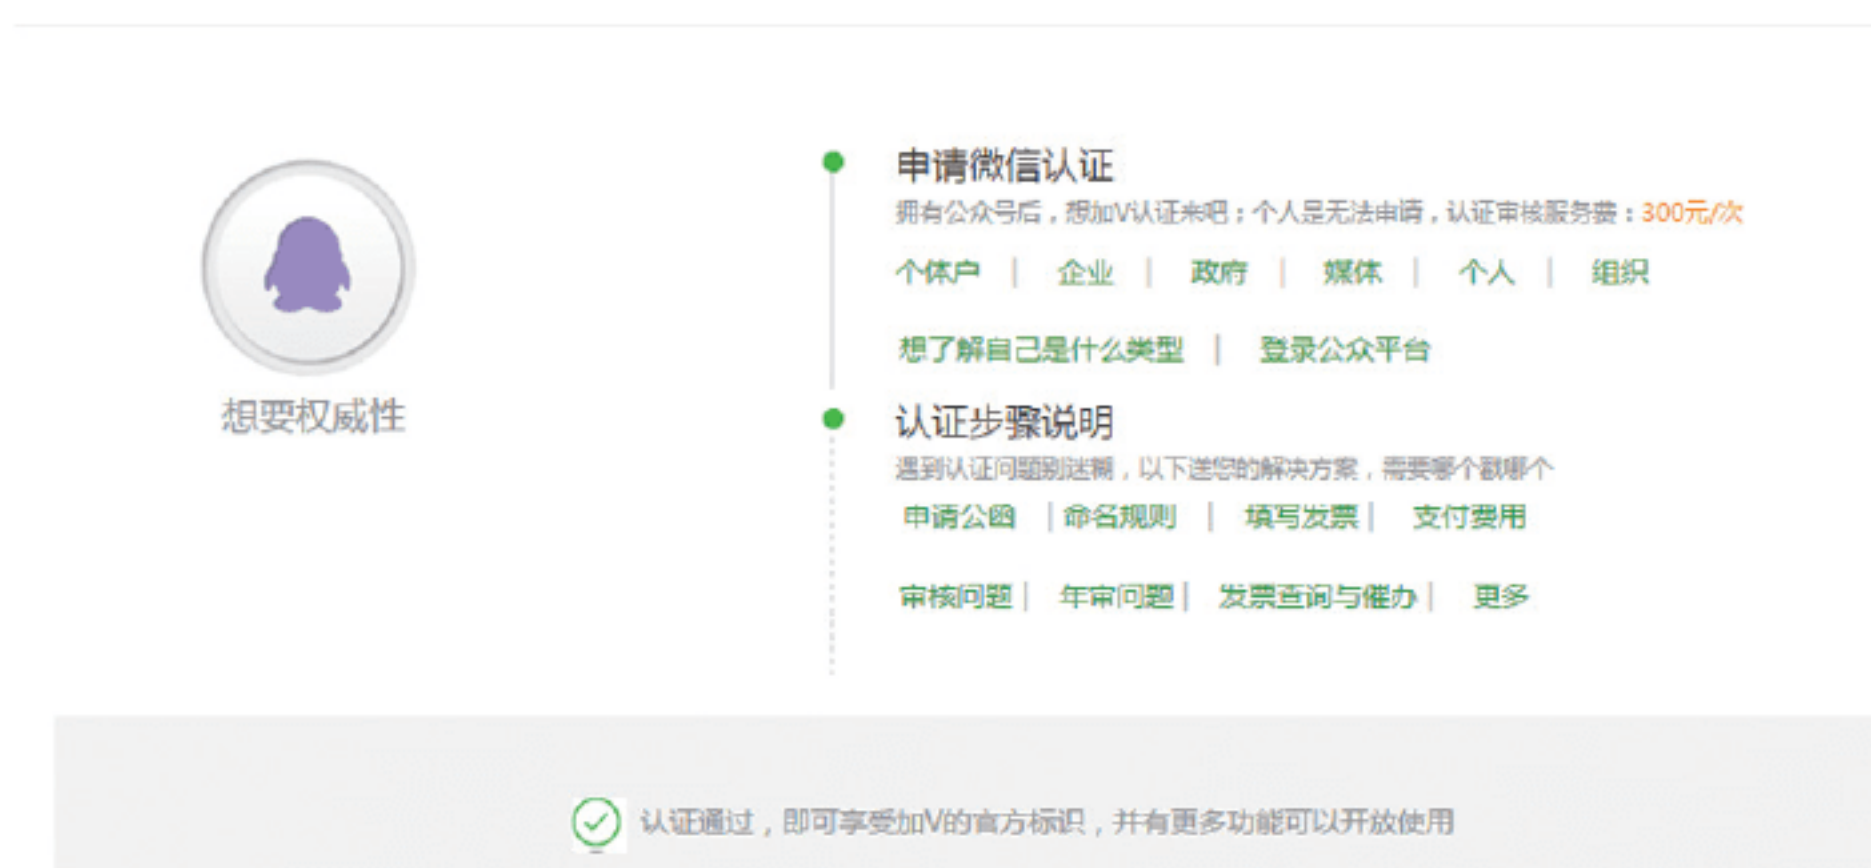 想要权威性
申请微信认证
拥有公众号后，想加V认证来吧；个人是无法申请，认证审核服务费：300元/次
个体户 | 企业 | 政府 | 媒体 | 个人 | 组织
想了解自己是什么类型 | 登录公众平台
认证步骤说明
遇到认证问题别迷糊，以下送您的解决方案，需要哪个戳哪个
申请公函 | 命名规则 | 填写发票 | 支付费用
审核问题 | 年审问题 | 发票查询与催办 | 更多
认证通过，即可享受加V的官方标识，并有更多功能可以开放使用